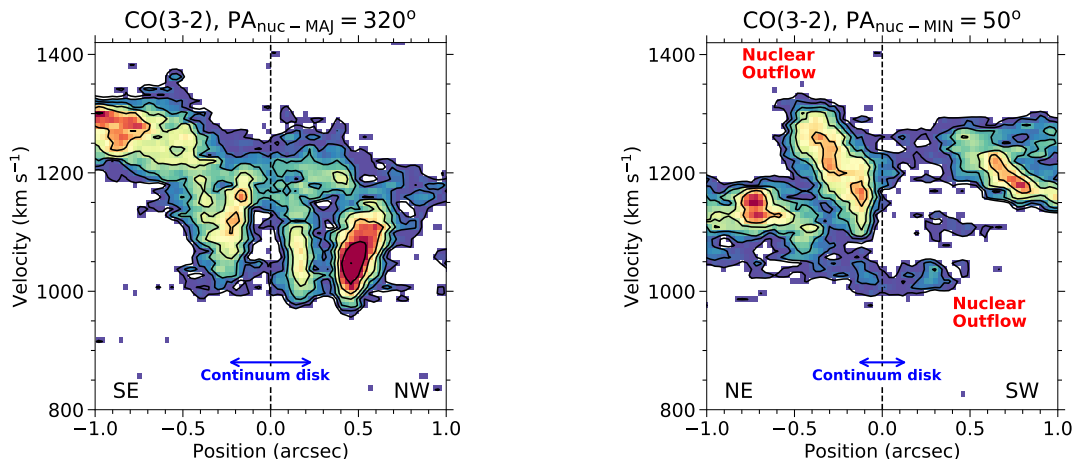 CO(3-2), PA_nuc−MAJ = 320°
1400
1200
1000
800
Velocity (km s⁻¹)
Continuum disk
SE
NW
−1.0 −0.5 0.0 0.5 1.0
Position (arcsec)
CO(3-2), PA_nuc−MIN = 50°
Nuclear
Outflow
1400
1200
1000
800
Velocity (km s⁻¹)
Nuclear
Outflow
Continuum disk
NE
SW
−1.0 −0.5 0.0 0.5 1.0
Position (arcsec)